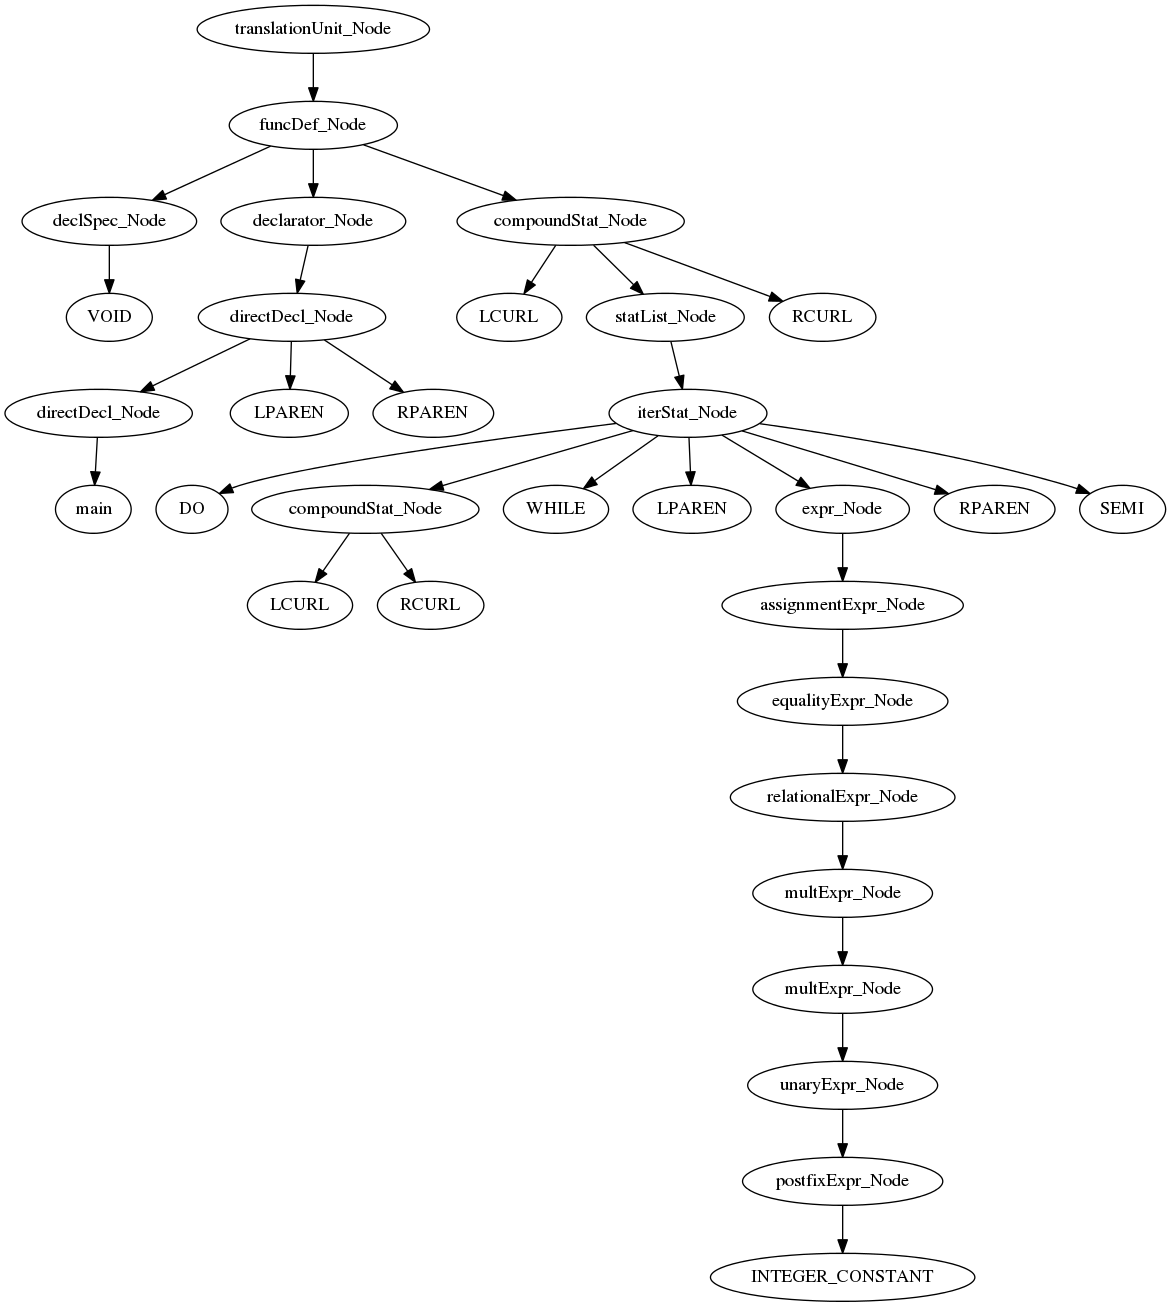 translationUnit_Node
funcDef_Node
declSpec_Node
declarator_Node
compoundStat_Node
VOID
directDecl_Node
LCURL
statList_Node
RCURL
directDecl_Node
LPAREN
RPAREN
iterStat_Node
main
DO
compoundStat_Node
WHILE
LPAREN
expr_Node
RPAREN
SEMI
LCURL
RCURL
assignmentExpr_Node
equalityExpr_Node
relationalExpr_Node
multExpr_Node
multExpr_Node
unaryExpr_Node
postfixExpr_Node
INTEGER_CONSTANT